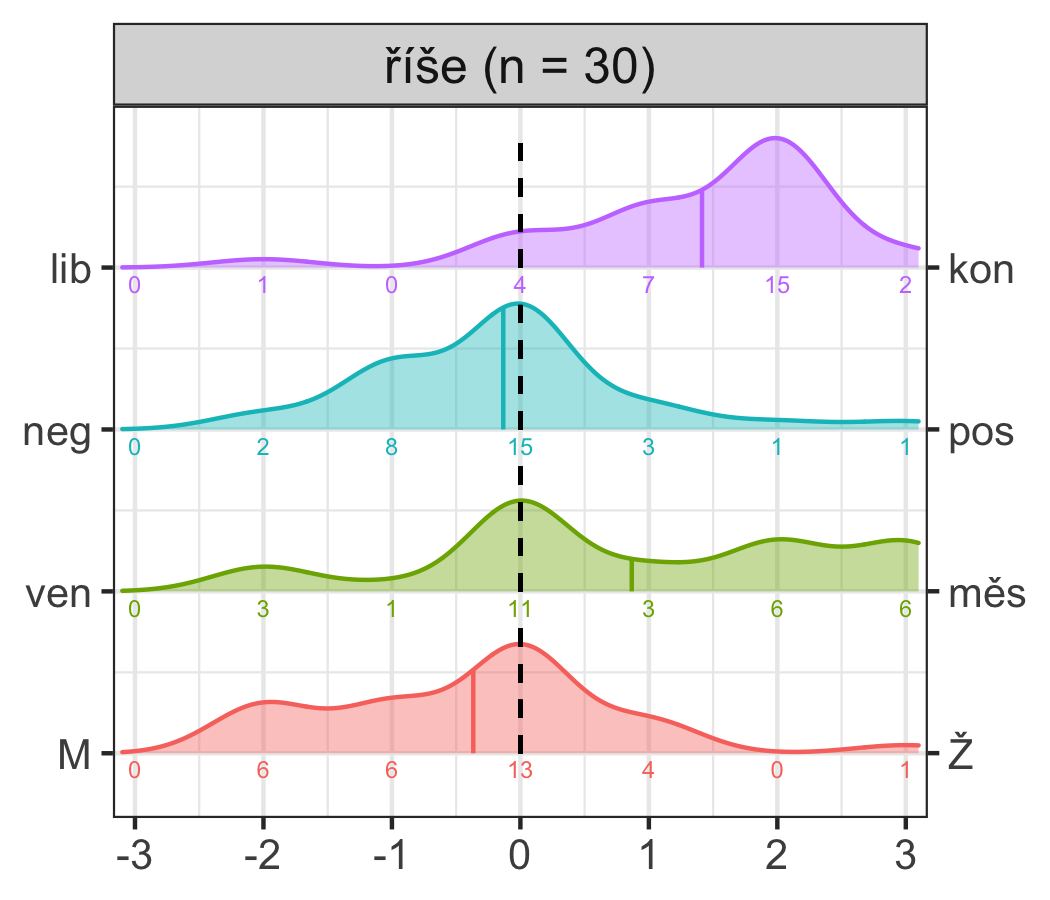 říše (n = 30)
lib kon
0 1 0 4 7 15 2
neg pos
0 2 8 15 3 1 1
ven měs
0 3 1 11 3 6 6
M Ž
0 6 6 13 4 0 1
-3 -2 -1 0 1 2 3